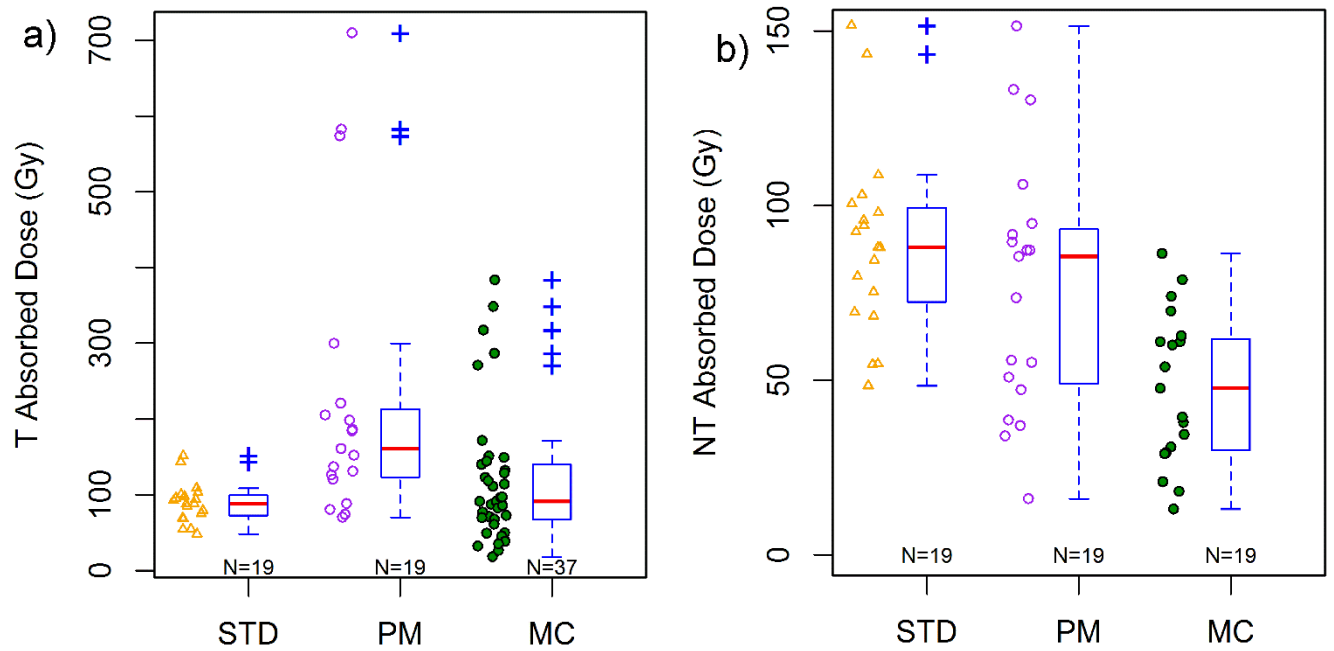 a)
T Absorbed Dose (Gy)
700
500
300
100
0
N=19
N=19
N=37
STD
PM
MC
b)
NT Absorbed Dose (Gy)
150
100
50
0
N=19
N=19
N=19
STD
PM
MC